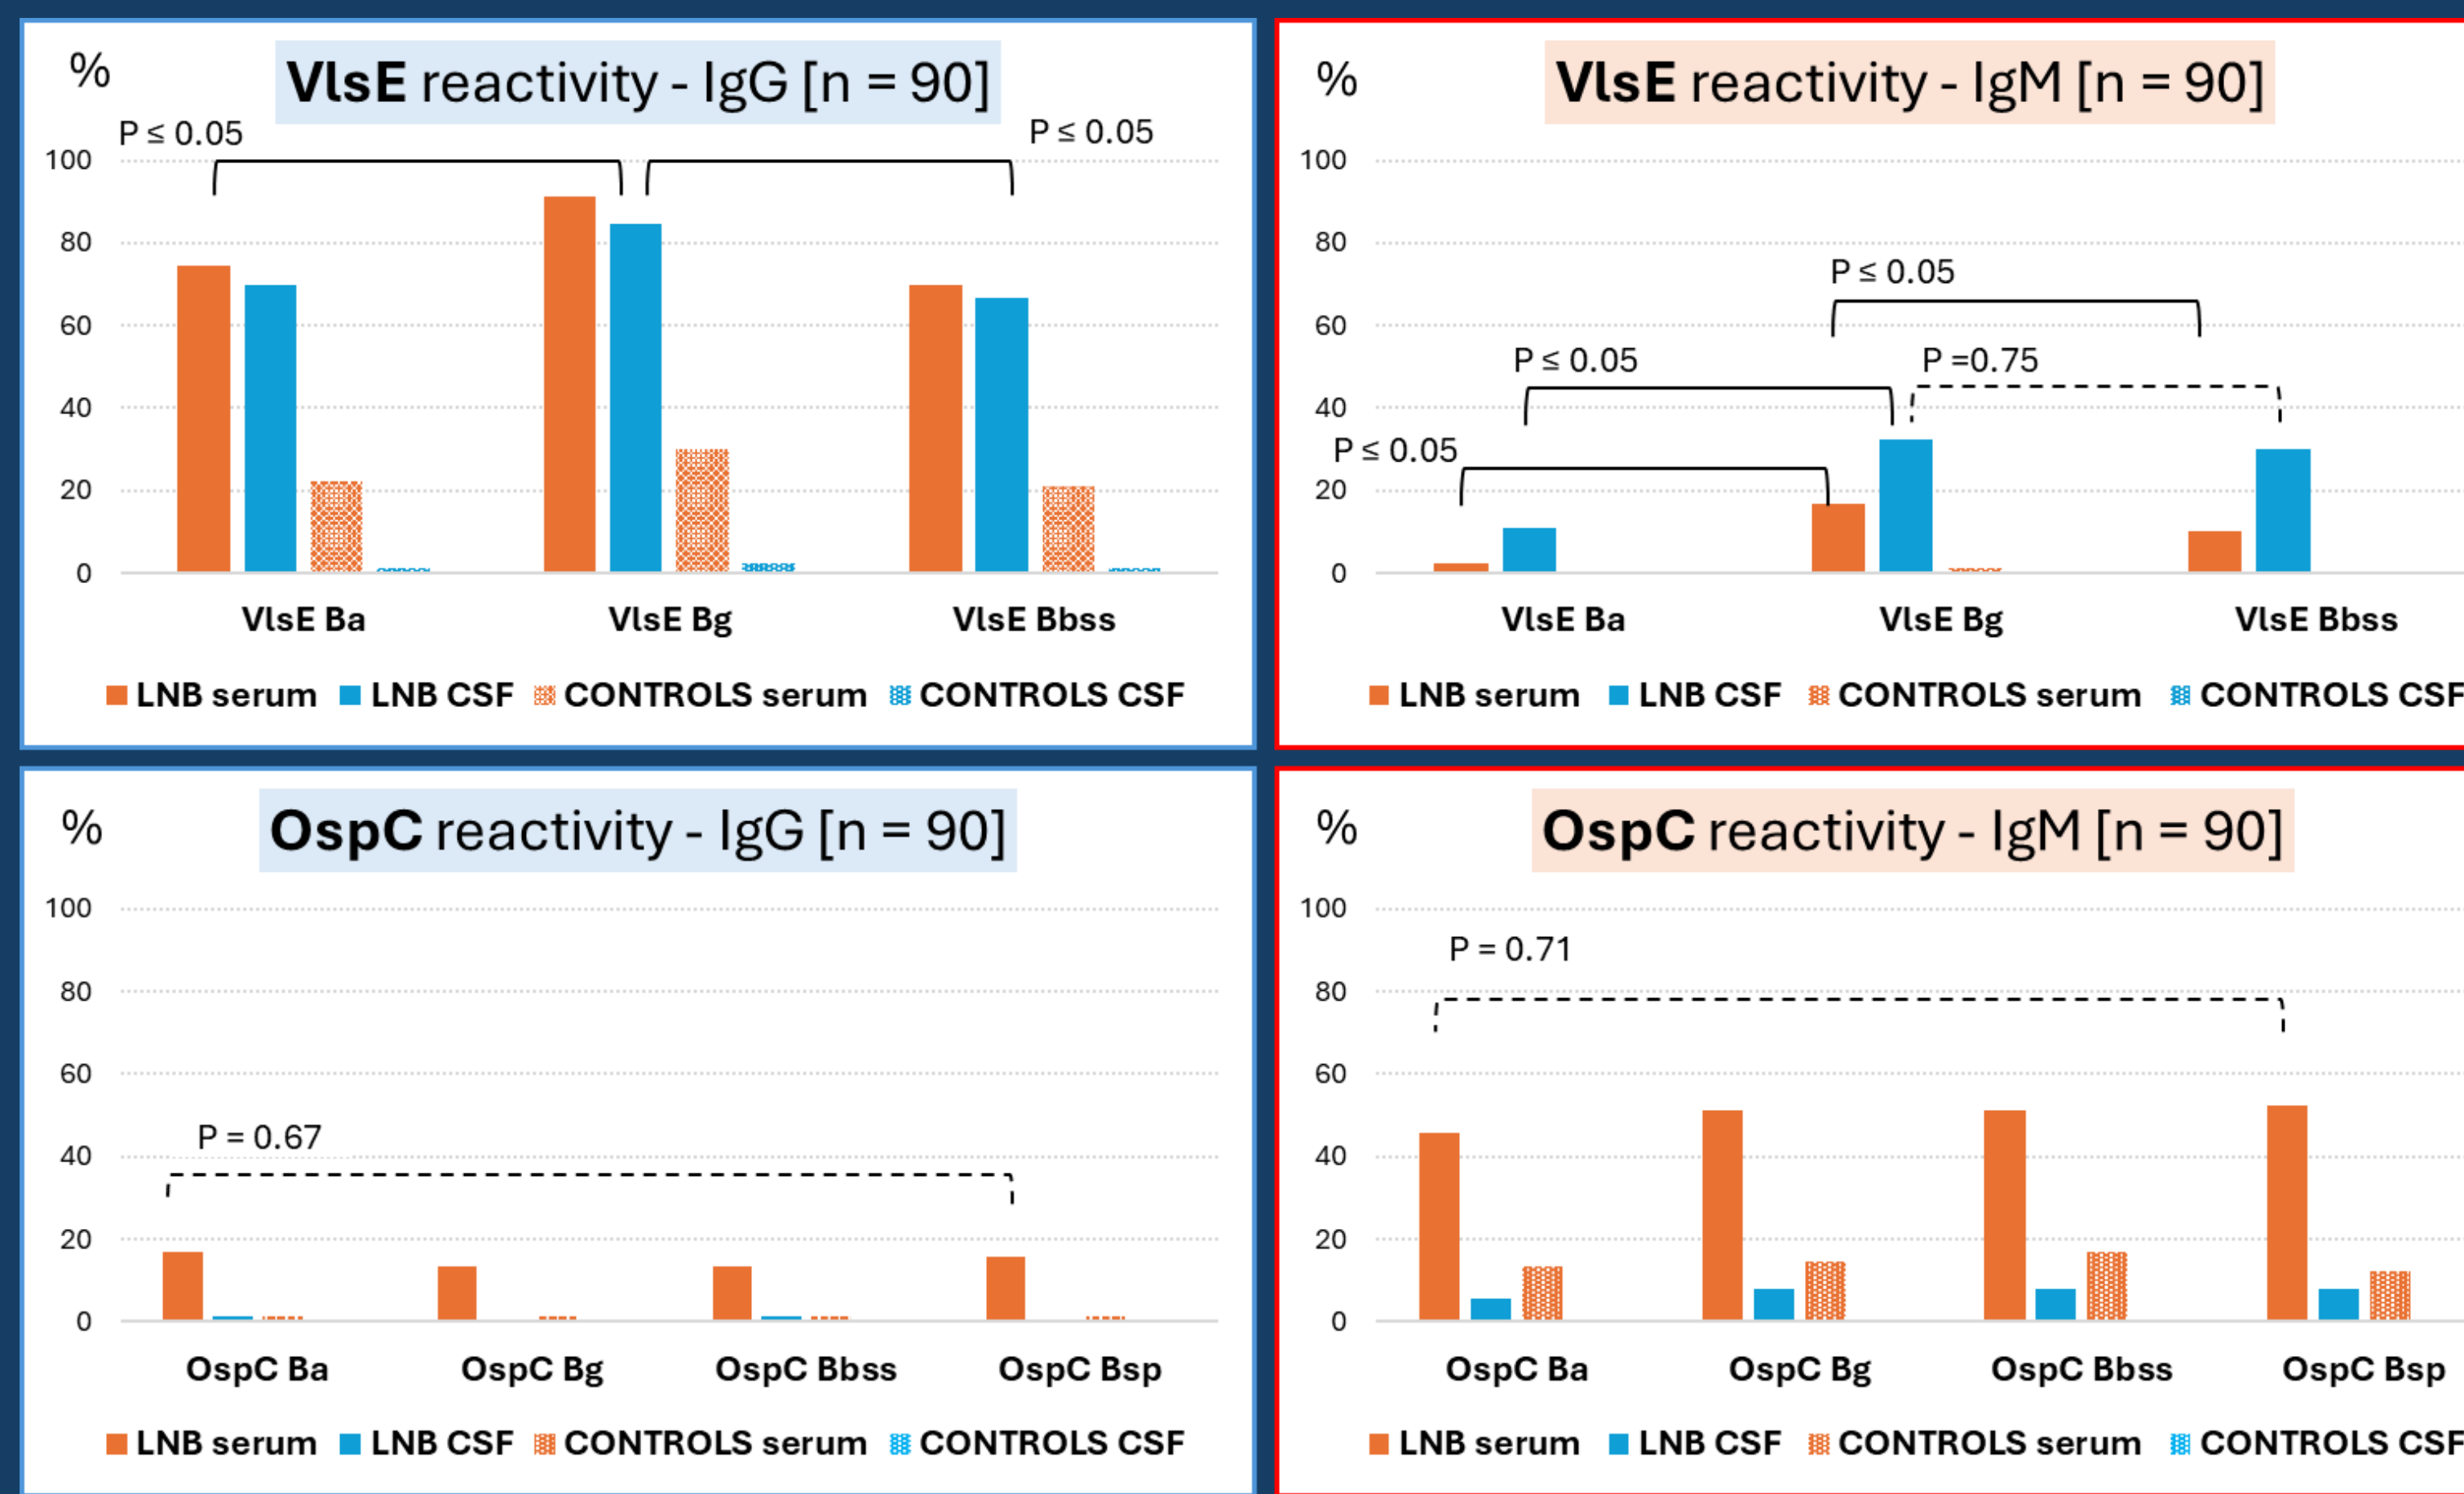 %
VlsE reactivity - IgG [n = 90]
P ≤ 0.05
P ≤ 0.05
100
80
60
40
20
0
VlsE Ba
VlsE Bg
VlsE Bbss
LNB serum
LNB CSF
CONTROLS serum
CONTROLS CSF
%
VlsE reactivity - IgM [n = 90]
100
80
60
40
20
0
P ≤ 0.05
P ≤ 0.05
P =0.75
P ≤ 0.05
VlsE Ba
VlsE Bg
VlsE Bbss
LNB serum
LNB CSF
CONTROLS serum
CONTROLS CSF
%
OspC reactivity - IgG [n = 90]
100
80
60
40
20
0
P = 0.67
OspC Ba
OspC Bg
OspC Bbss
OspC Bsp
LNB serum
LNB CSF
CONTROLS serum
CONTROLS CSF
%
OspC reactivity - IgM [n = 90]
100
80
60
40
20
0
P = 0.71
OspC Ba
OspC Bg
OspC Bbss
OspC Bsp
LNB serum
LNB CSF
CONTROLS serum
CONTROLS CSF